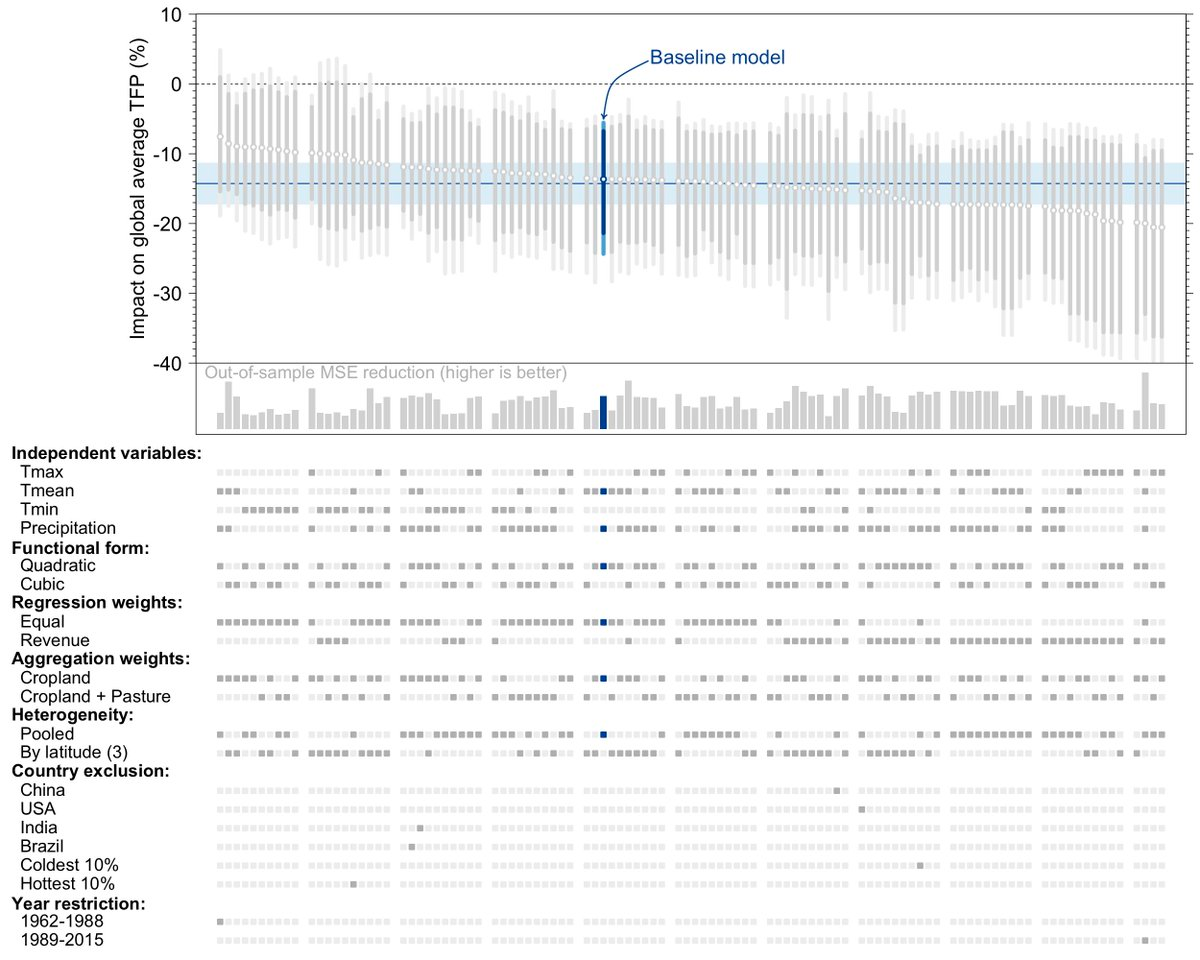 10
Baseline model
0
-10
-20
-30
-40
Impact on global average TFP (%)
Out-of-sample MSE reduction (higher is better)
Independent variables:
Tmax
Tmean
Tmin
Precipitation
Functional form:
Quadratic
Cubic
Regression weights:
Equal
Revenue
Aggregation weights:
Cropland
Cropland + Pasture
Heterogeneity:
Pooled
By latitude (3)
Country exclusion:
China
USA
India
Brazil
Coldest 10%
Hottest 10%
Year restriction:
1962-1988
1989-2015